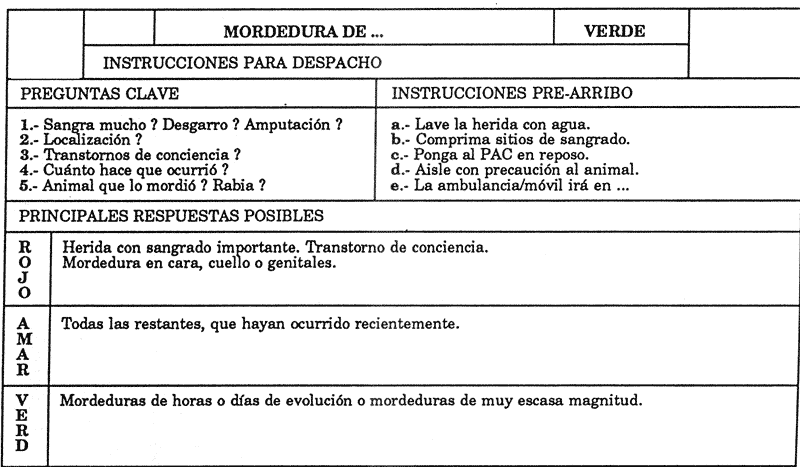 MORDEDURA DE ... VERDE
INSTRUCCIONES PARA DESPACHO
PREGUNTAS CLAVE
1.- Sangra mucho ? Desgarro ? Amputación ?
2.- Localización ?
3.- Transtornos de conciencia ?
4.- Cuánto hace que ocurrió ?
5.- Animal que lo mordió ? Rabia ?
INSTRUCCIONES PRE-ARRIBO
a.- Lave la herida con agua.
b.- Comprima sitios de sangrado.
c.- Ponga al PAC en reposo.
d.- Aisle con precaución al animal.
e.- La ambulancia/móvil irá en ...
PRINCIPALES RESPUESTAS POSIBLES
ROJO
Herida con sangrado importante. Transtorno de conciencia.
Mordedura en cara, cuello o genitales.
AMAR
Todas las restantes, que hayan ocurrido recientemente.
VERD
Mordeduras de horas o días de evolución o mordeduras de muy escasa magnitud.